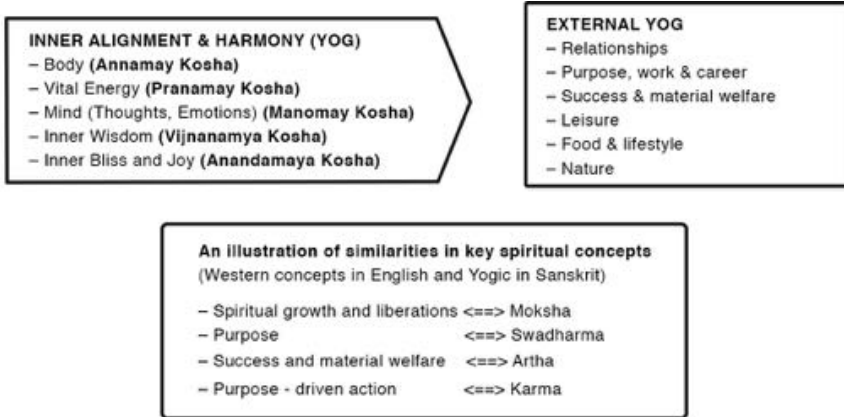 INNER ALIGNMENT & HARMONY (YOG)
– Body (Annamay Kosha)
– Vital Energy (Pranamay Kosha)
– Mind (Thoughts, Emotions) (Manomay Kosha)
– Inner Wisdom (Vijnanamya Kosha)
– Inner Bliss and Joy (Anandamaya Kosha)
EXTERNAL YOG
– Relationships
– Purpose, work & career
– Success & material welfare
– Leisure
– Food & lifestyle
– Nature
An illustration of similarities in key spiritual concepts
(Western concepts in English and Yogic in Sanskrit)
– Spiritual growth and liberations <==> Moksha
– Purpose <==> Swadharma
– Success and material welfare <==> Artha
– Purpose - driven action <==> Karma